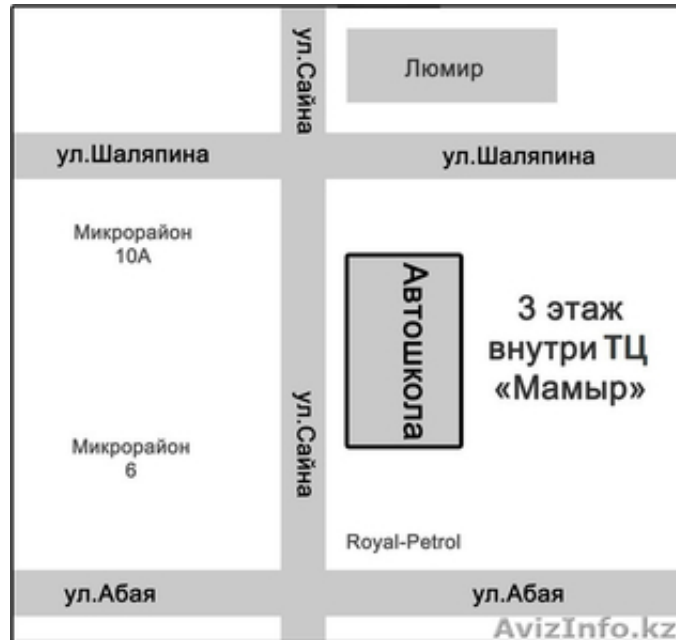 ул.Сайна
Люмир
ул.Шаляпина
ул.Шаляпина
Микрорайон
10А
Автошкола
3 этаж
внутри ТЦ
«Мамыр»
ул.Сайна
Микрорайон
6
Royal-Petrol
ул.Абая
ул.Абая
AvizInfo.kz